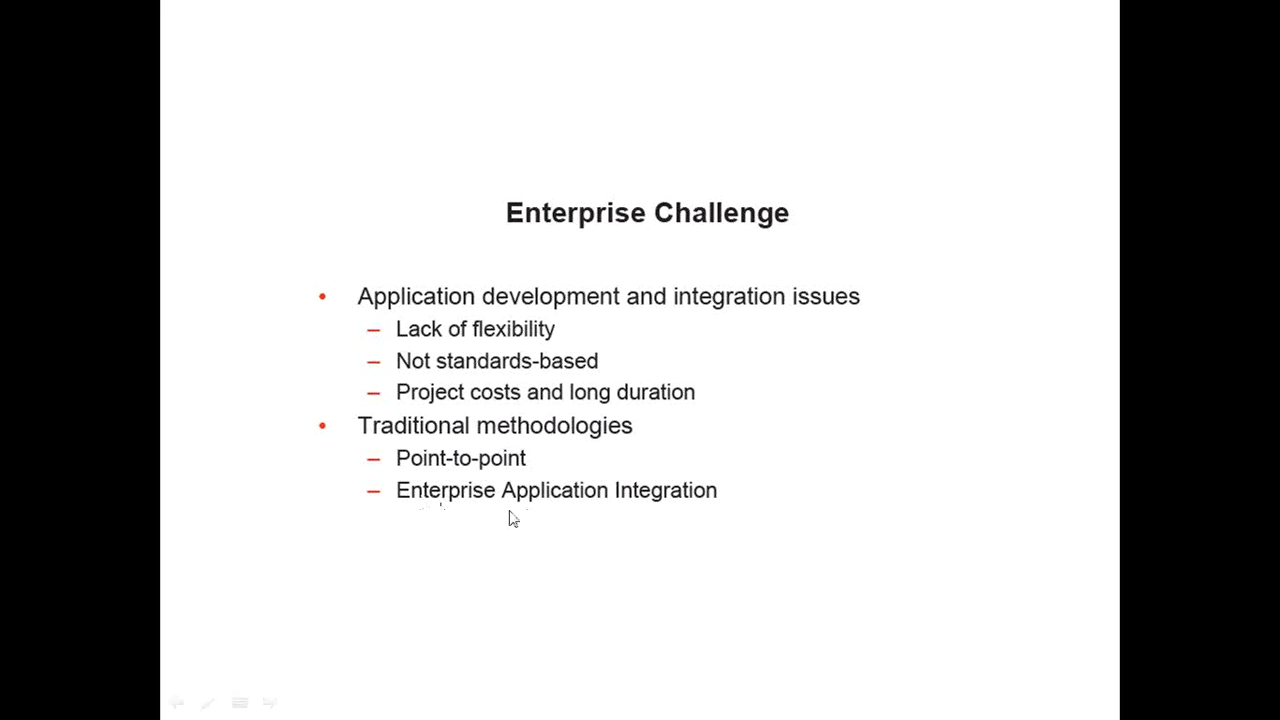 Enterprise Challenge
• Application development and integration issues
– Lack of flexibility
– Not standards-based
– Project costs and long duration
• Traditional methodologies
– Point-to-point
– Enterprise Application Integration